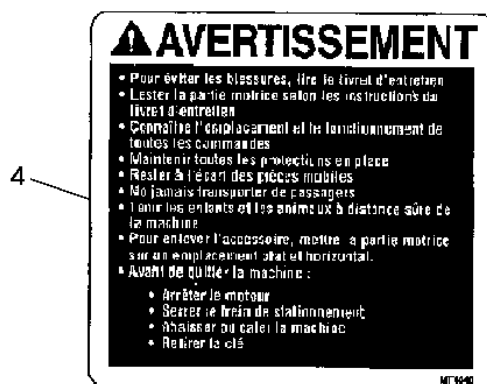 AVERTISSEMENT
• Pour éviter les blessures, lire le livret d'entretien
• Lester la partie motrice selon les instructions du
livret d'entretien
• Connaître l'emplacement et le fonctionnement de
toutes les commandes
• Maintenir toutes les protections en place
• Rester à l'écart des pièces mobiles
• No jamais transporter de passagers
• Tenir les enfants et les animaux à distance sûre de
la machine
• Pour enlever l'accessoire, mettre la partie motrice
sur un emplacement plat et horizontal.
• Avant de quitter la machine :
• Arrêter le moteur
• Serrer le frein de stationnement
• Abaisser ou caler la machine
• Retirer la clé
4